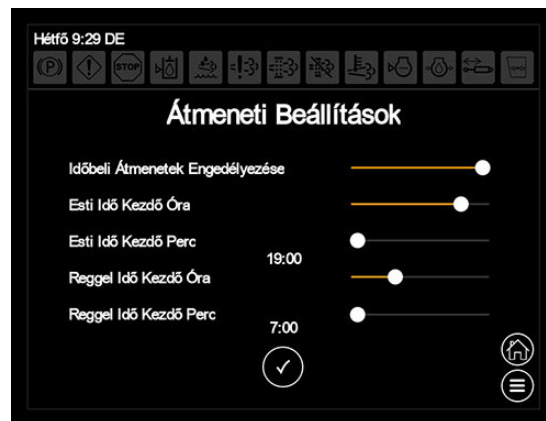 Hétfő 9:29 DE
STOP
Átmeneti Beállítások
Időbeli Átmenetek Engedélyezése
Esti Idő Kezdő Óra
Esti Idő Kezdő Perc
19:00
Reggel Idő Kezdő Óra
Reggel Idő Kezdő Perc
7:00